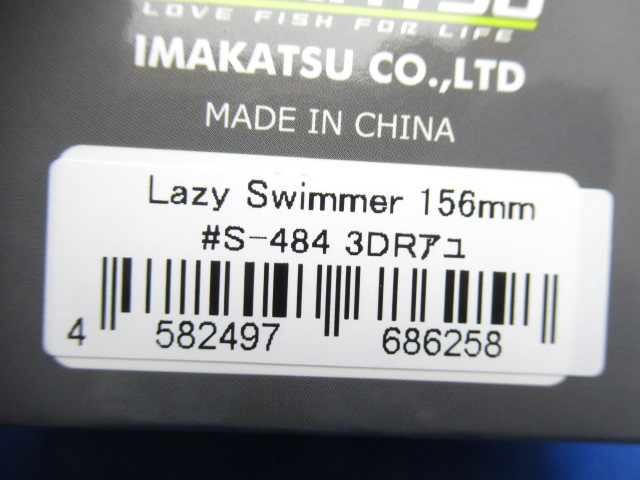 LOVE FISH FOR LIFE
IMAKATSU CO.,LTD
MADE IN CHINA
Lazy Swimmer 156mm
#S-484 3DRアユ
4 582497 686258